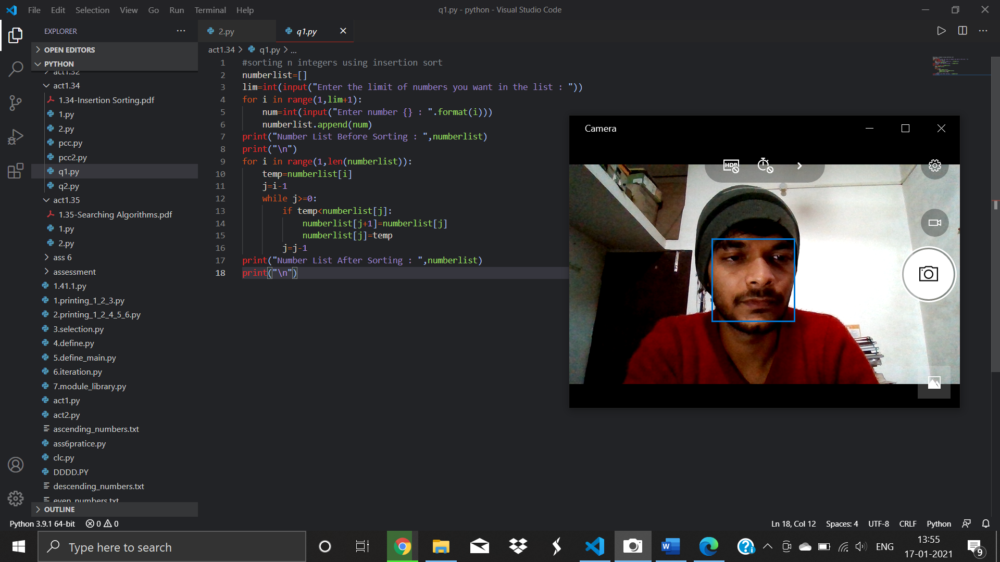 File Edit Selection View Go Run Terminal Help
q1.py - python - Visual Studio Code
EXPLORER
OPEN EDITORS
PYTHON
act1.32
act1.34
1.34-Insertion Sorting.pdf
1.py
2.py
pcc.py
pcc2.py
q1.py
q2.py
act1.35
1.35-Searching Algorithms.pdf
1.py
2.py
ass 6
assessment
1.41.1.py
1.printing_1_2_3.py
2.printing_1_2_4_5_6.py
3.selection.py
4.define.py
5.define_main.py
6.iteration.py
7.module_library.py
act1.py
act2.py
ascending_numbers.txt
ass6pratice.py
clc.py
DDDD.PY
descending_numbers.txt
even_numbers.txt
OUTLINE
2.py q1.py
act1.34 > q1.py > ...
1 #sorting n integers using insertion sort
2 numberlist=[]
3 lim=int(input("Enter the limit of numbers you want in the list : "))
4 for i in range(1,lim+1):
5     num=int(input("Enter number {} : ".format(i)))
6     numberlist.append(num)
7 print("Number List Before Sorting : ",numberlist)
8 print("\n")
9 for i in range(1,len(numberlist)):
10     temp=numberlist[i]
11     j=i-1
12     while j>=0:
13         if temp<numberlist[j]:
14             numberlist[j+1]=numberlist[j]
15             numberlist[j]=temp
16         j=j-1
17 print("Number List After Sorting : ",numberlist)
18 print("\n")
Camera
HDR
Python 3.9.1 64-bit 0 0
Ln 18, Col 12 Spaces: 4 UTF-8 CRLF Python
Type here to search
W
ENG
13:55
17-01-2021
9